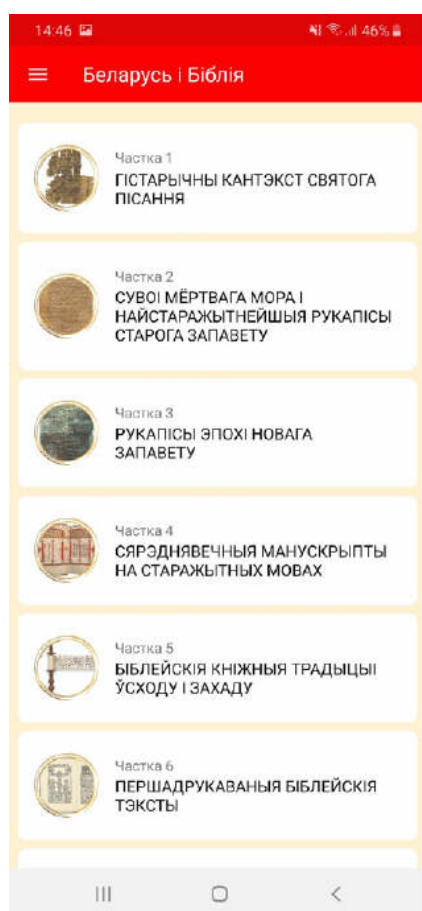 14:46 46%
Беларусь і Біблія
Частка 1
ГІСТАРЫЧНЫ КАНТЭКСТ СВЯТОГА
ПІСАННЯ
Частка 2
СУВОІ МЁРТВАГА МОРА І
НАЙСТАРАЖЫТНЕЙШЫЯ РУКАПІСЫ
СТАРОГА ЗАПАВЕТУ
Частка 3
РУКАПІСЫ ЭПОХІ НОВАГА
ЗАПАВЕТУ
Частка 4
СЯРЭДНЯВЕЧНЫЯ МАНУСКРЫПТЫ
НА СТАРАЖЫТНЫХ МОВАХ
Частка 5
БІБЛЕЙСКІЯ КНІЖНЫЯ ТРАДЫЦЫІ
ЎСХОДУ І ЗАХАДУ
Частка 6
ПЕРШАДРУКАВАНЫЯ БІБЛЕЙСКІЯ
ТЭКСТЫ